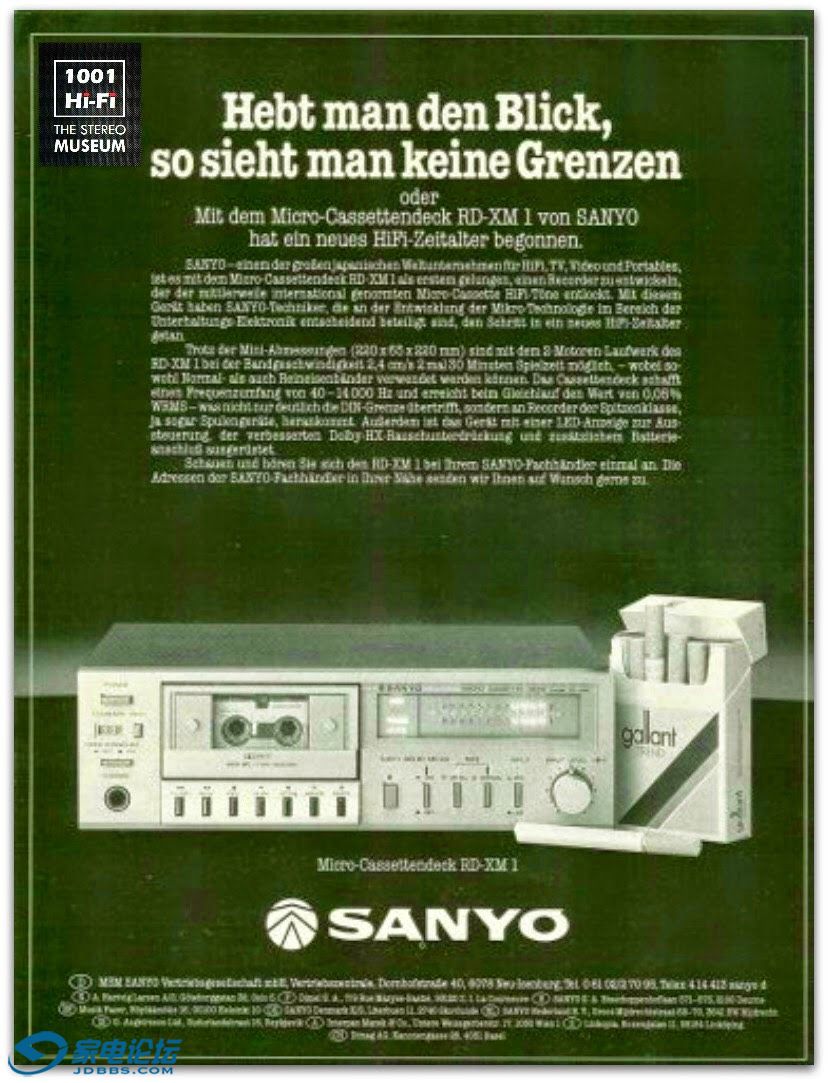 1001
Hi-Fi
THE STEREO
MUSEUM
Hebt man den Blick,
so sieht man keine Grenzen
oder
Mit dem Micro-Cassettendeck RD-XM 1 von SANYO
hat ein neues HiFi-Zeitalter begonnen.
SANYO – einem der großen japanischen Weltunternehmen für HiFi, TV, Video und Portables,
ist es mit dem Micro-Cassettendeck RD-XM 1 als erstem gelungen, einen Recorder zu entwickeln,
der der mittlerweile international genormten Micro-Cassette HiFi-Töne entlockt. Mit diesem
Gerät haben SANYO-Techniker, die an der Entwicklung der Mikro-Technologie im Bereich der
Unterhaltungs-Elektronik entscheidend beteiligt sind, den Schritt in ein neues HiFi-Zeitalter
getan.
Trotz der Mini-Abmessungen (220 x 65 x 220 mm) sind mit dem 2-Motoren Laufwerk des
RD-XM 1 bei der Bandgeschwindigkeit 2,4 cm/s 2 mal 30 Minuten Spielzeit möglich, – wobei so-
wohl Normal- als auch Reineisenbänder verwendet werden können. Das Cassettendeck schafft
einen Frequenzumfang von 40–14000 Hz und erreicht beim Gleichlauf den Wert von 0,08%
WRMS – was nicht nur deutlich die DIN-Grenze übertrifft, sondern an Recorder der Spitzenklasse,
ja sogar Spulengeräte, herankommt. Außerdem ist das Gerät mit einer LED-Anzeige zur Aus-
steuerung, der verbesserten Dolby-HX-Rauschunterdrückung und zusätzlichem Batterie-
anschluß ausgerüstet.
Schauen und hören Sie sich den RD-XM 1 bei Ihrem SANYO-Fachhändler einmal an. Die
Adressen der SANYO-Fachhändler in Ihrer Nähe senden wir Ihnen auf Wunsch gerne zu.
SANYO
gallant
Micro-Cassettendeck RD-XM 1
SANYO
D MHM SANYO Vertriebsgesellschaft mbH, Vertriebszentrale, Dornhofstraße 40, 6078 Neu-Isenburg, Tel.
家电论坛
JDBBS.COM